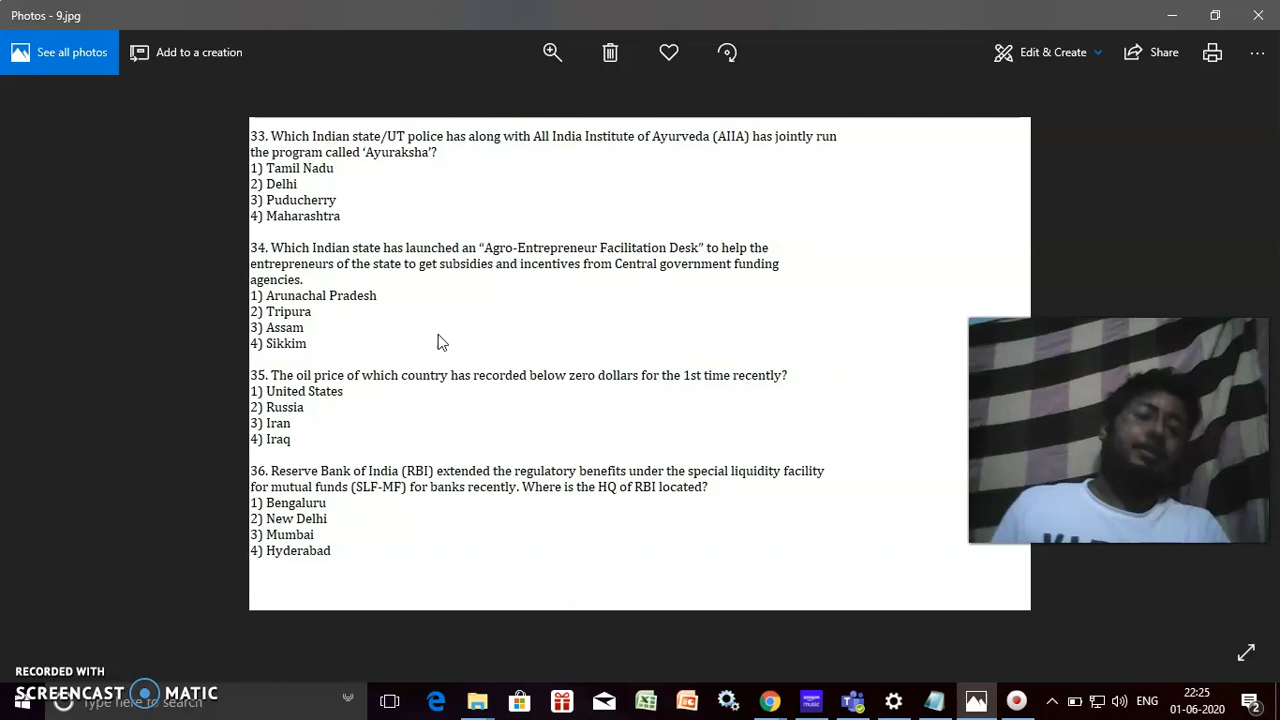 Photos - 9.jpg
See all photos
Add to a creation
Edit & Create
Share
33. Which Indian state/UT police has along with All India Institute of Ayurveda (AIIA) has jointly run
the program called ‘Ayuraksha’?
1) Tamil Nadu
2) Delhi
3) Puducherry
4) Maharashtra
34. Which Indian state has launched an “Agro-Entrepreneur Facilitation Desk” to help the
entrepreneurs of the state to get subsidies and incentives from Central government funding
agencies.
1) Arunachal Pradesh
2) Tripura
3) Assam
4) Sikkim
35. The oil price of which country has recorded below zero dollars for the 1st time recently?
1) United States
2) Russia
3) Iran
4) Iraq
36. Reserve Bank of India (RBI) extended the regulatory benefits under the special liquidity facility
for mutual funds (SLF-MF) for banks recently. Where is the HQ of RBI located?
1) Bengaluru
2) New Delhi
3) Mumbai
4) Hyderabad
RECORDED WITH
SCREENCAST MATIC
Type here to search
amazon music
ENG
22:25
01-06-2020
2